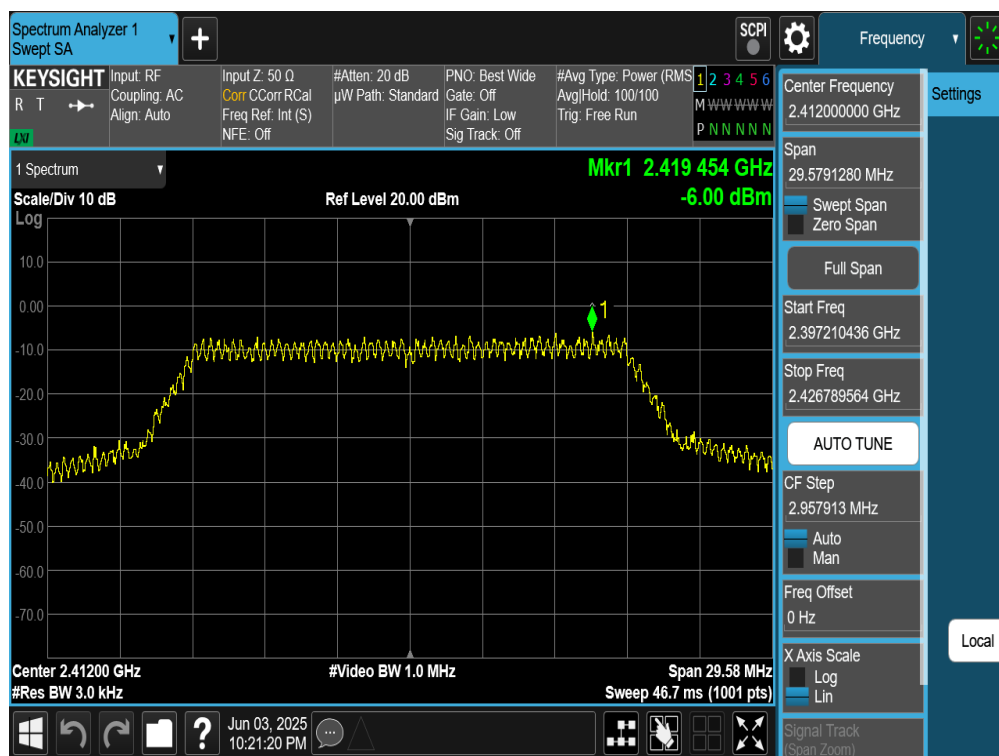 Spectrum Analyzer 1
Swept SA
SCPI
Frequency
KEYSIGHT
R T
LNI
Input: RF
Coupling: AC
Align: Auto
Input Z: 50 Ω
Corr CCorr RCal
Freq Ref: Int (S)
NFE: Off
#Atten: 20 dB
µW Path: Standard
PNO: Best Wide
Gate: Off
IF Gain: Low
Sig Track: Off
#Avg Type: Power (RMS
Avg|Hold: 100/100
Trig: Free Run
1 2 3 4 5 6
M W W W W W
P N N N N N
1 Spectrum
Scale/Div 10 dB
Ref Level 20.00 dBm
Mkr1 2.419 454 GHz
-6.00 dBm
Log
10.0
0.00
-10.0
-20.0
-30.0
-40.0
-50.0
-60.0
-70.0
1
Center 2.41200 GHz
#Res BW 3.0 kHz
#Video BW 1.0 MHz
Span 29.58 MHz
Sweep 46.7 ms (1001 pts)
Center Frequency
2.412000000 GHz
Span
29.5791280 MHz
Swept Span
Zero Span
Full Span
Start Freq
2.397210436 GHz
Stop Freq
2.426789564 GHz
AUTO TUNE
CF Step
2.957913 MHz
Auto
Man
Freq Offset
0 Hz
X Axis Scale
Log
Lin
Signal Track
(Span Zoom)
Settings
Local
?
Jun 03, 2025
10:21:20 PM